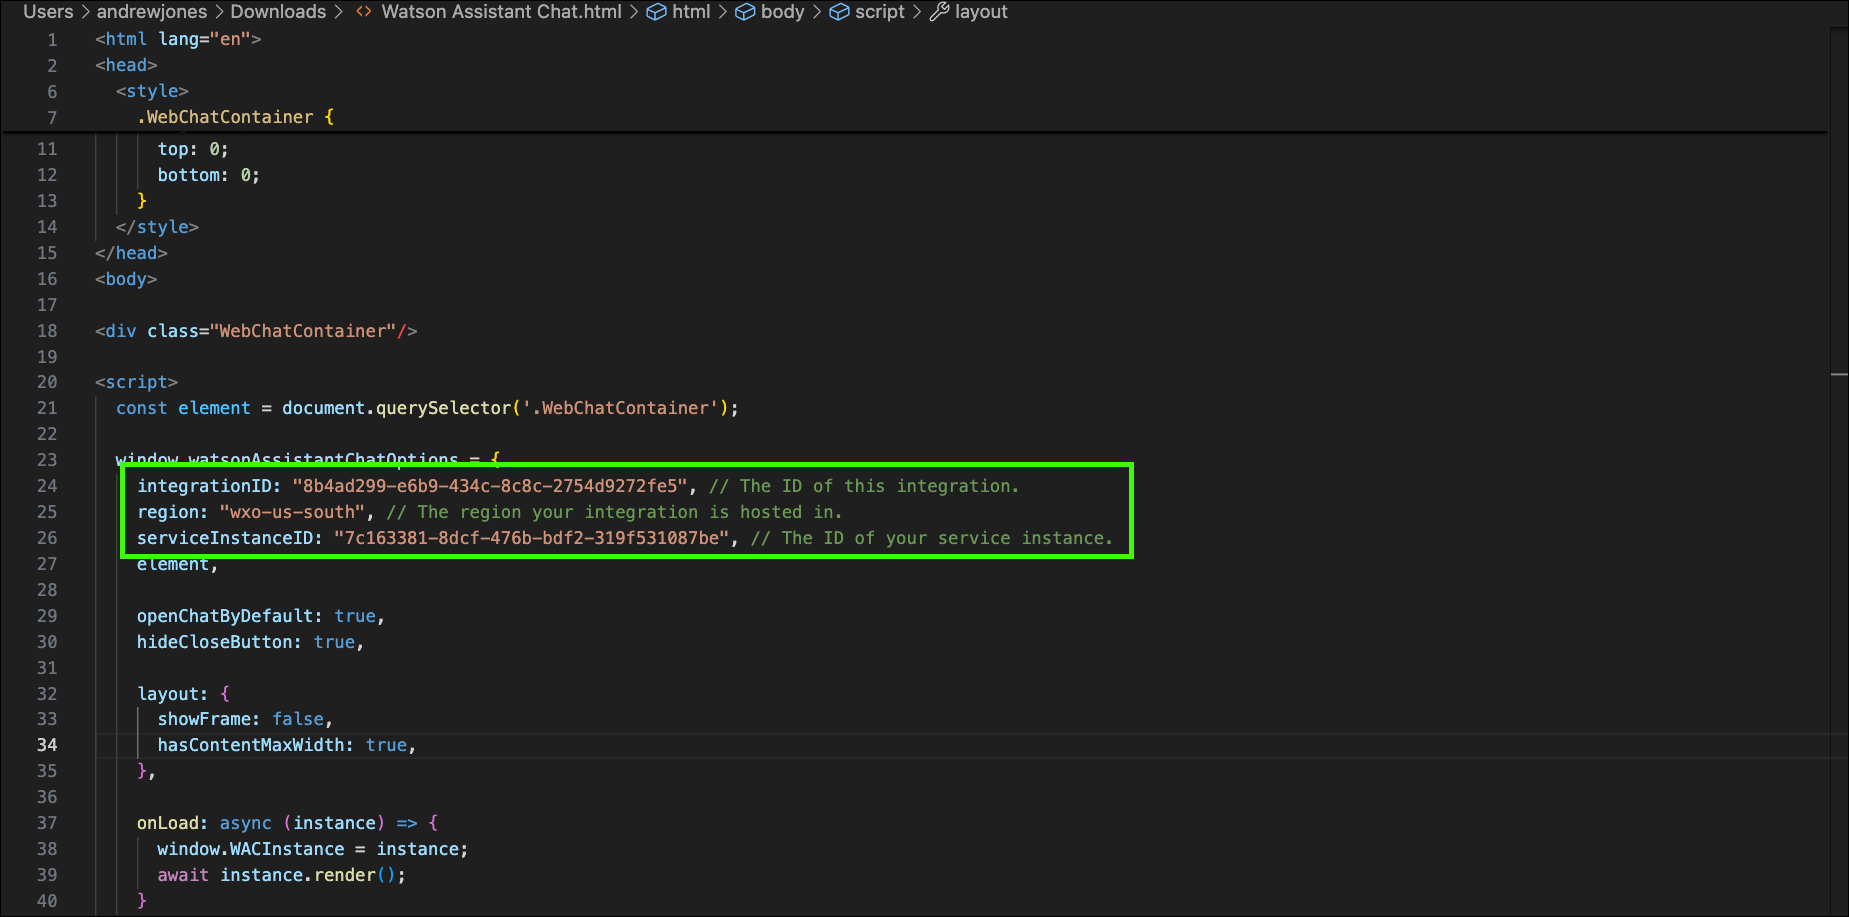 Users > andrewjones > Downloads > <> Watson Assistant Chat.html > html > body > script > layout
1 <html lang="en">
2 <head>
6 <style>
7 .WebChatContainer {
11 top: 0;
12 bottom: 0;
13 }
14 </style>
15 </head>
16 <body>
17
18 <div class="WebChatContainer"/>
19
20 <script>
21 const element = document.querySelector('.WebChatContainer');
22
23 window.watsonAssistantChatOptions = {
24 integrationID: "8b4ad299-e6b9-434c-8c8c-2754d9272fe5", // The ID of this integration.
25 region: "wxo-us-south", // The region your integration is hosted in.
26 serviceInstanceID: "7c163381-8dcf-476b-bdf2-319f531087be", // The ID of your service instance.
27 element,
28
29 openChatByDefault: true,
30 hideCloseButton: true,
31
32 layout: {
33 showFrame: false,
34 hasContentMaxWidth: true,
35 },
36
37 onLoad: async (instance) => {
38 window.WACInstance = instance;
39 await instance.render();
40 }